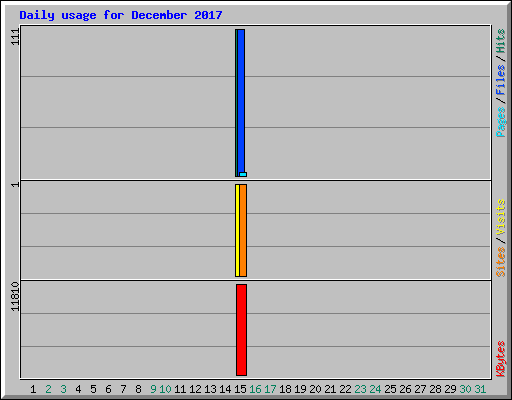 Daily usage for December 2017
111
Pages / Files / Hits
1
Sites / Visits
11810
KBytes
1 2 3 4 5 6 7 8 9 10 11 12 13 14 15 16 17 18 19 20 21 22 23 24 25 26 27 28 29 30 31